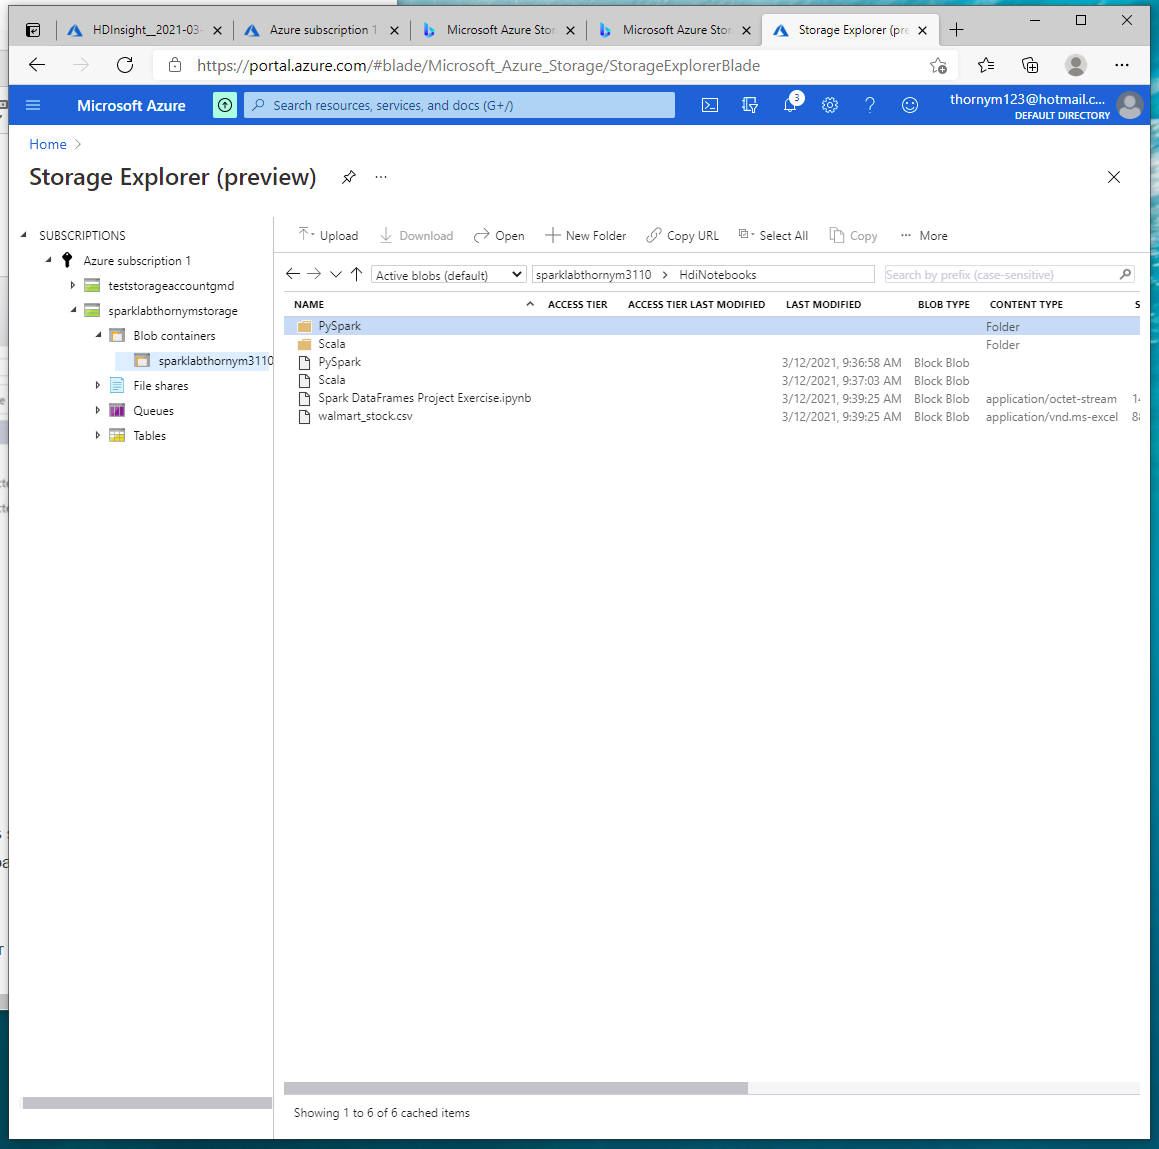 HDInsight__2021-03-
Azure subscription 1
Microsoft Azure Stor
Microsoft Azure Stor
Storage Explorer (pre
https://portal.azure.com/#blade/Microsoft_Azure_Storage/StorageExplorerBlade
Microsoft Azure
Search resources, services, and docs (G+/)
3
thornym123@hotmail.c...
DEFAULT DIRECTORY
Home
Storage Explorer (preview)
SUBSCRIPTIONS
Azure subscription 1
teststorageaccountgmd
sparklabthornymstorage
Blob containers
sparklabthornym3110
File shares
Queues
Tables
Upload Download Open New Folder Copy URL Select All Copy ... More
Active blobs (default) sparklabthornym3110 > HdiNotebooks Search by prefix (case-sensitive)
NAME ACCESS TIER ACCESS TIER LAST MODIFIED LAST MODIFIED BLOB TYPE CONTENT TYPE S
PySpark Folder
Scala Folder
PySpark 3/12/2021, 9:36:58 AM Block Blob
Scala 3/12/2021, 9:37:03 AM Block Blob
Spark DataFrames Project Exercise.ipynb 3/12/2021, 9:39:25 AM Block Blob application/octet-stream 14
walmart_stock.csv 3/12/2021, 9:39:25 AM Block Blob application/vnd.ms-excel 88
Showing 1 to 6 of 6 cached items